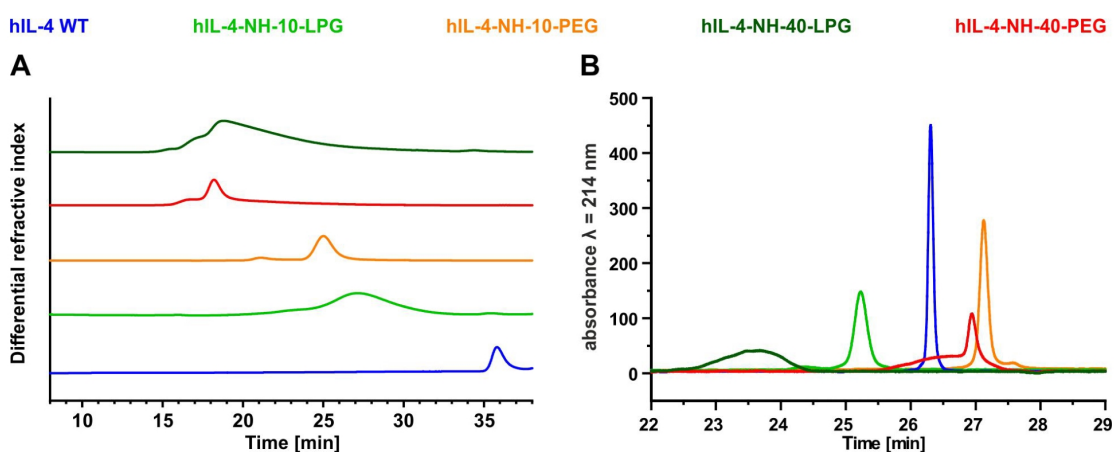 hIL-4 WT hIL-4-NH-10-LPG hIL-4-NH-10-PEG hIL-4-NH-40-LPG hIL-4-NH-40-PEG
A
Differential refractive index
10 15 20 25 30 35
Time [min]
B
absorbance λ = 214 nm
500
400
300
200
100
0
22 23 24 25 26 27 28 29
Time [min]